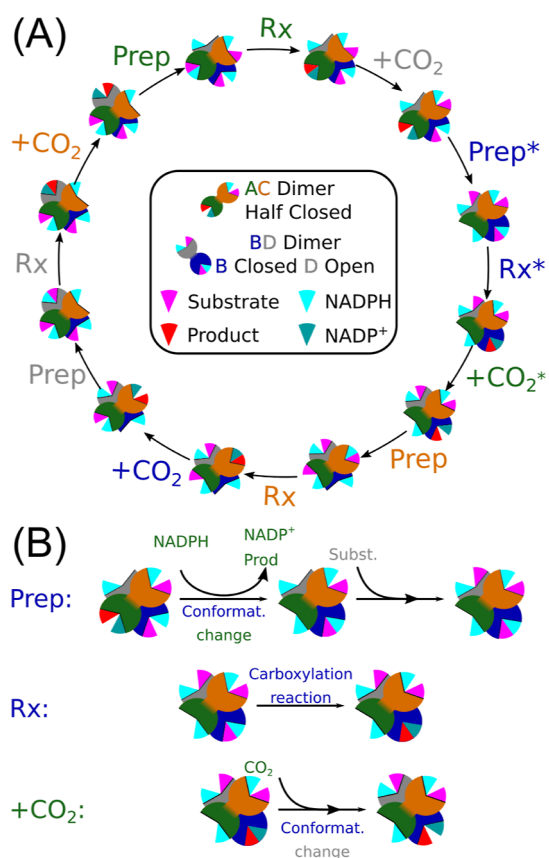 (A)
Prep
Rx
+CO₂
Prep*
Rx*
+CO₂*
Prep
Rx
+CO₂
Prep
Rx
+CO₂
AC Dimer
Half Closed
BD Dimer
B Closed D Open
Substrate
NADPH
Product
NADP⁺
(B)
NADPH
NADP⁺
Prod
Subst.
Prep:
Conformat.
change
Carboxylation
reaction
Rx:
CO₂
+CO₂:
Conformat.
change